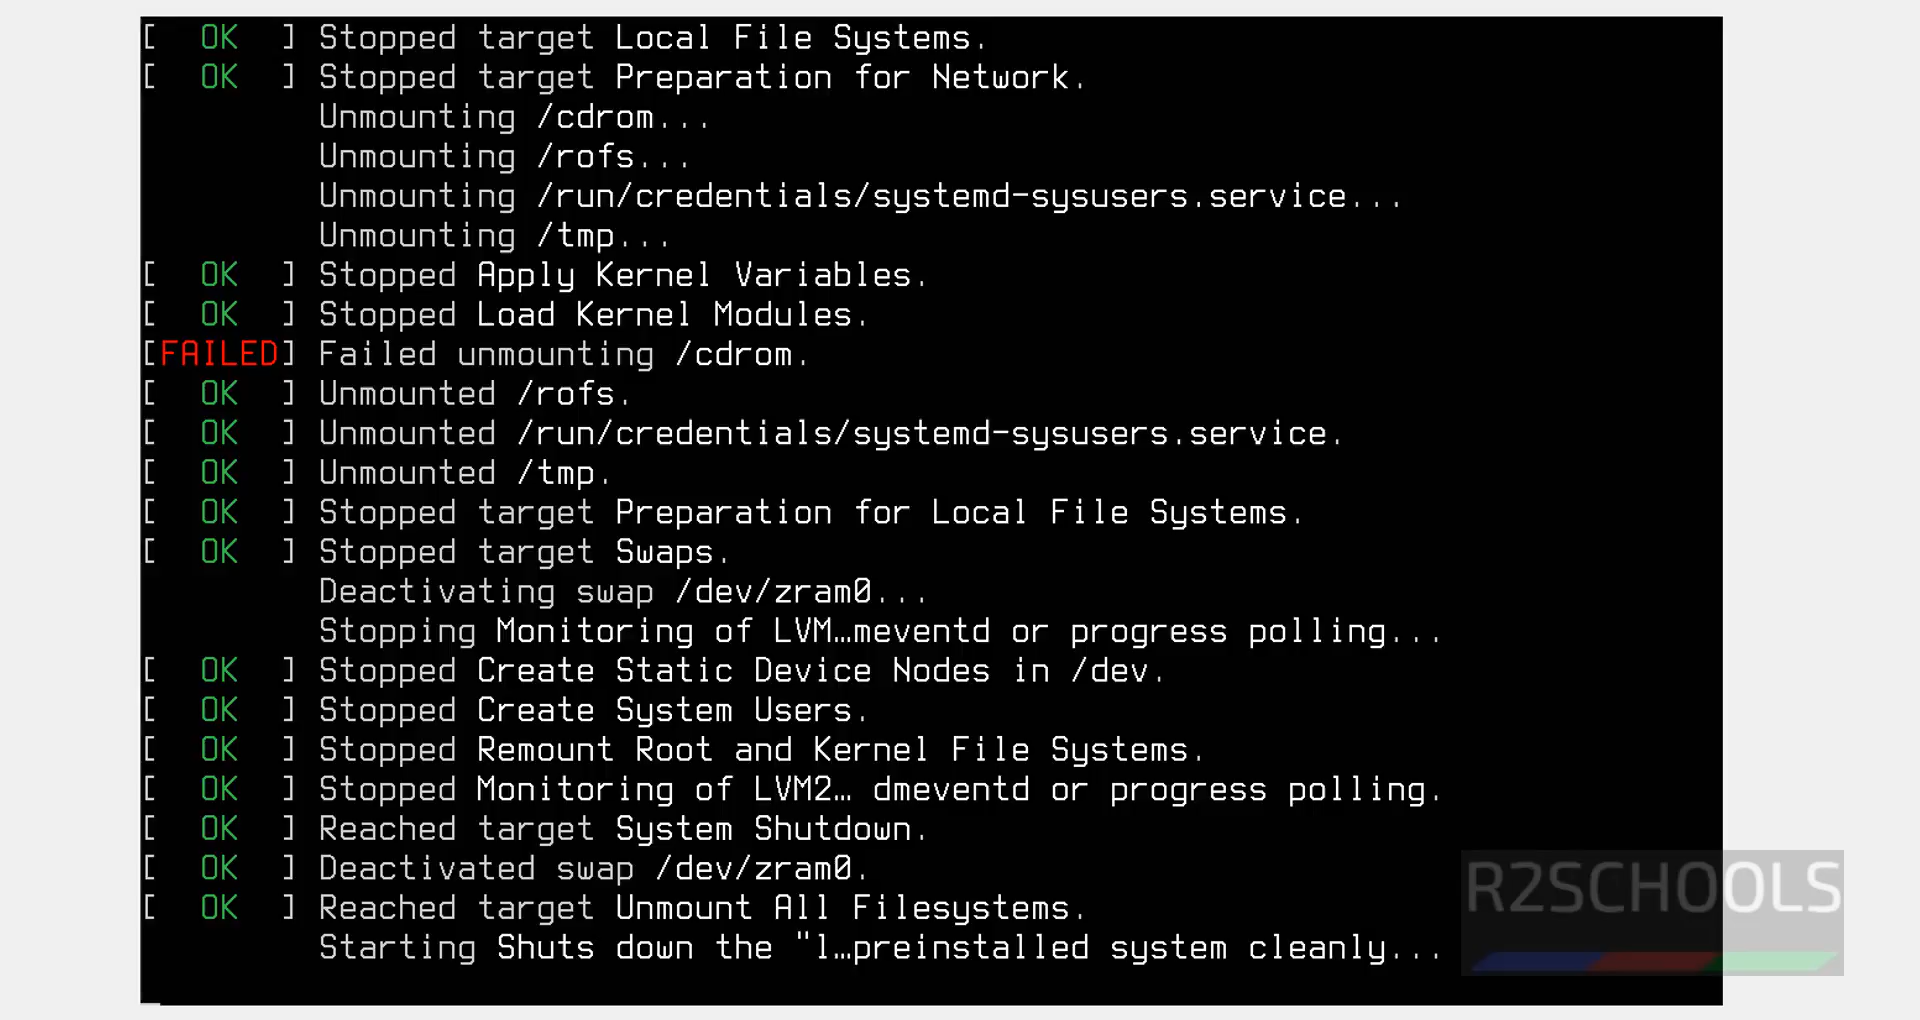 [  OK  ] Stopped target Local File Systems.
[  OK  ] Stopped target Preparation for Network.
Unmounting /cdrom...
Unmounting /rofs...
Unmounting /run/credentials/systemd-sysusers.service...
Unmounting /tmp...
[  OK  ] Stopped Apply Kernel Variables.
[  OK  ] Stopped Load Kernel Modules.
[FAILED] Failed unmounting /cdrom.
[  OK  ] Unmounted /rofs.
[  OK  ] Unmounted /run/credentials/systemd-sysusers.service.
[  OK  ] Unmounted /tmp.
[  OK  ] Stopped target Preparation for Local File Systems.
[  OK  ] Stopped target Swaps.
Deactivating swap /dev/zram0...
Stopping Monitoring of LVM…meventd or progress polling...
[  OK  ] Stopped Create Static Device Nodes in /dev.
[  OK  ] Stopped Create System Users.
[  OK  ] Stopped Remount Root and Kernel File Systems.
[  OK  ] Stopped Monitoring of LVM2… dmeventd or progress polling.
[  OK  ] Reached target System Shutdown.
[  OK  ] Deactivated swap /dev/zram0.
[  OK  ] Reached target Unmount All Filesystems.
Starting Shuts down the "l…preinstalled system cleanly...
R2SCHOOLS